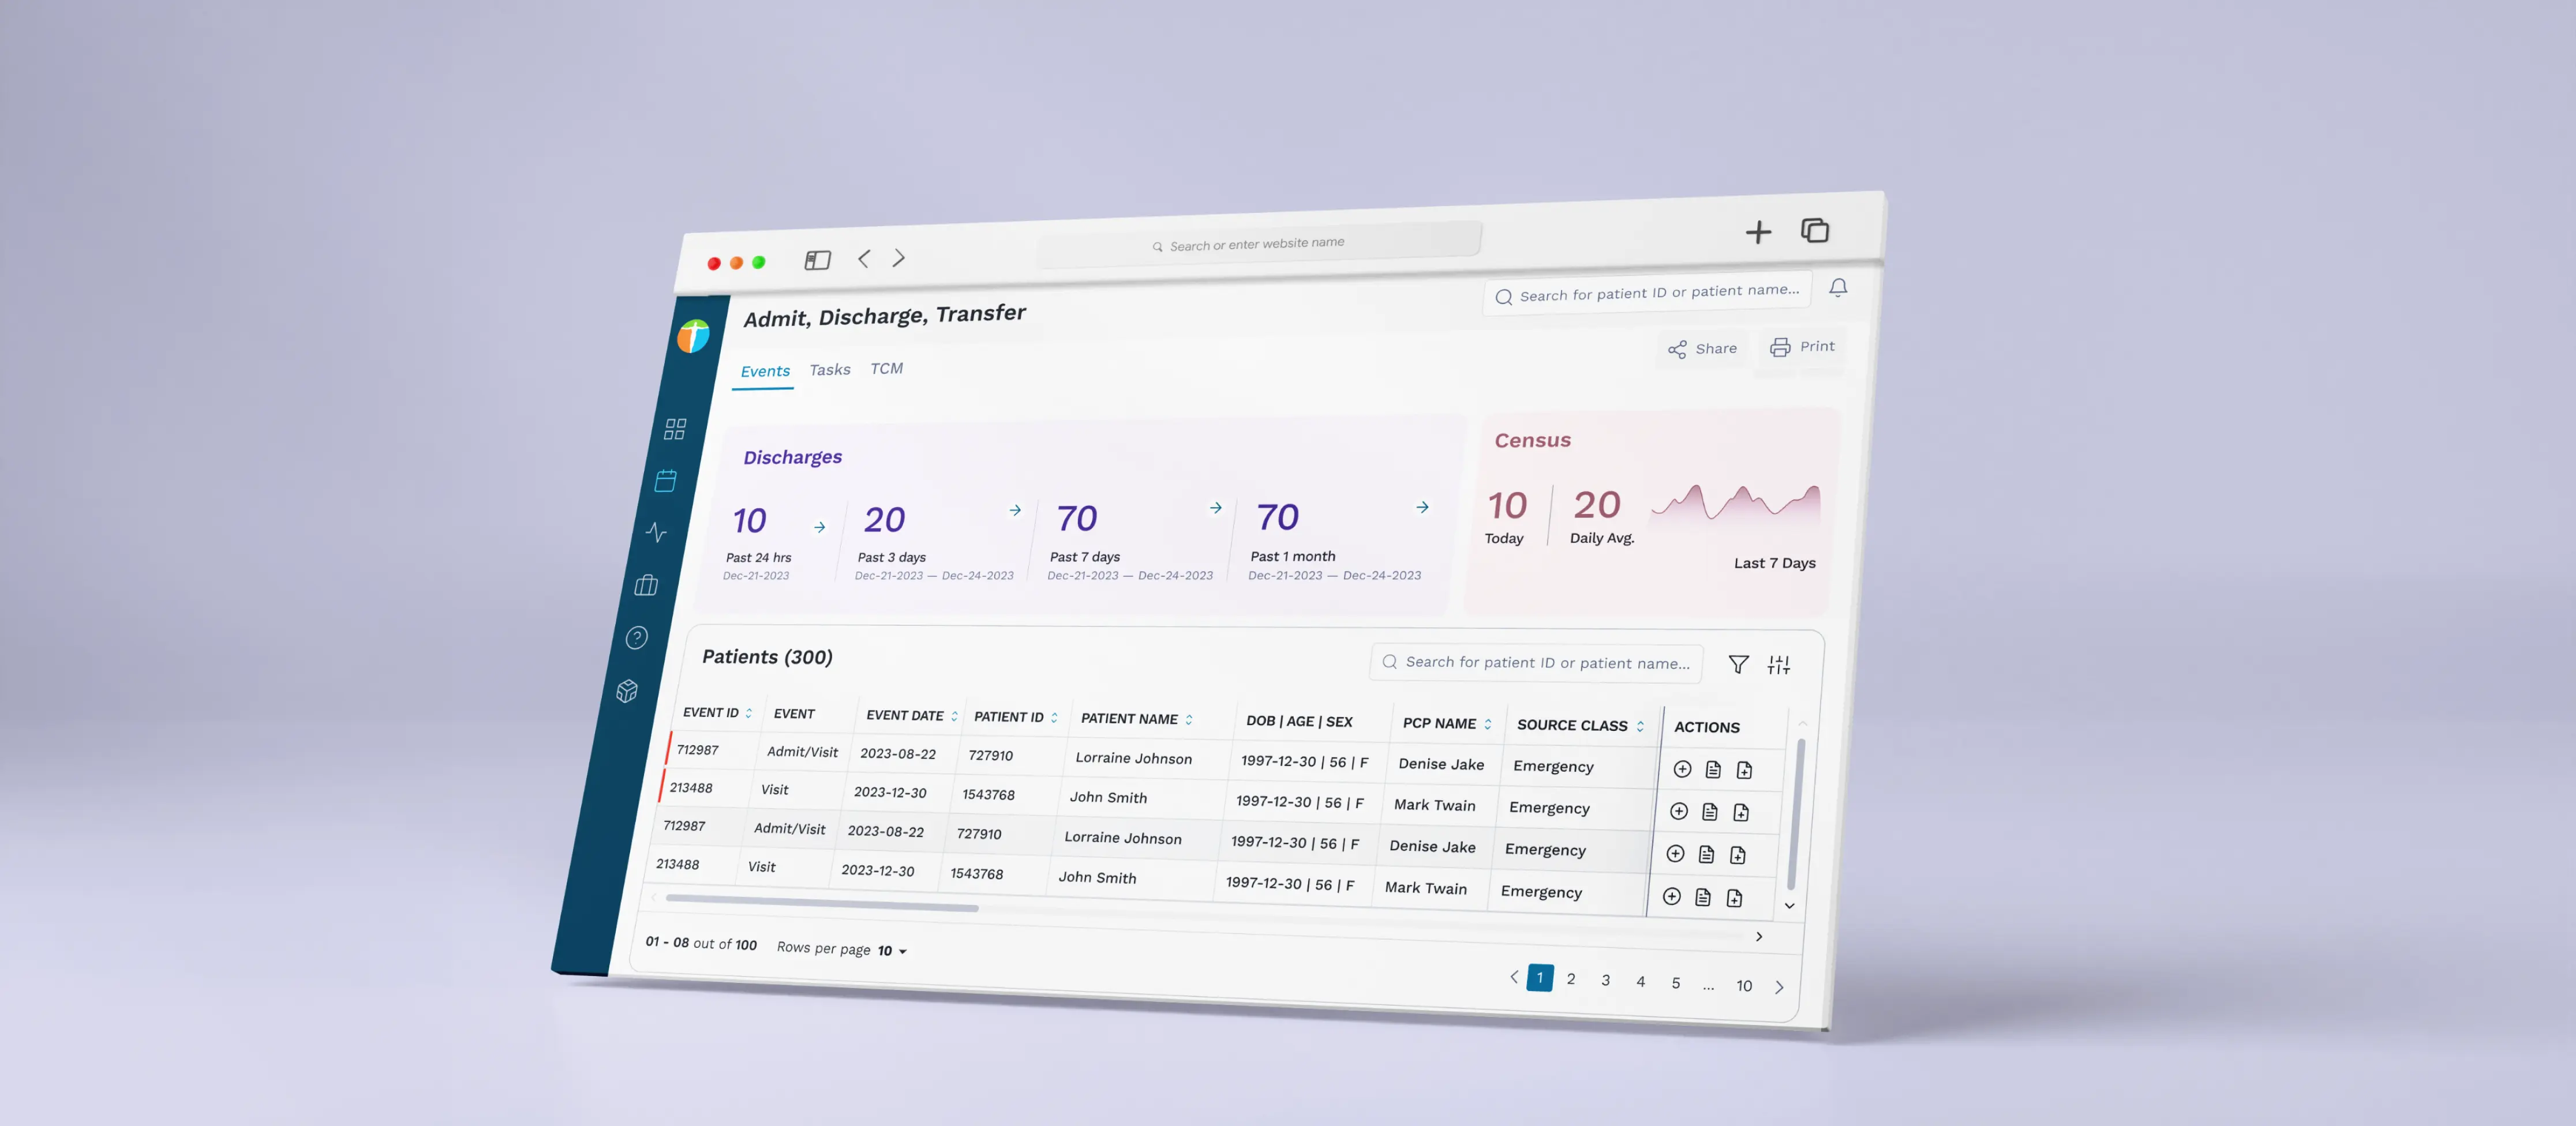 Search or enter website name
Admit, Discharge, Transfer
Search for patient ID or patient name...
Events Tasks TCM
Share Print
Discharges
10 20 70 70
Past 24 hrs Past 3 days Past 7 days Past 1 month
Dec-21-2023 Dec-21-2023 — Dec-24-2023 Dec-21-2023 — Dec-24-2023 Dec-21-2023 — Dec-24-2023
Census
10 20
Today Daily Avg.
Last 7 Days
Patients (300)
Search for patient ID or patient name...
EVENT ID EVENT EVENT DATE PATIENT ID PATIENT NAME DOB | AGE | SEX PCP NAME SOURCE CLASS ACTIONS
712987 Admit/Visit 2023-08-22 727910 Lorraine Johnson 1997-12-30 | 56 | F Denise Jake Emergency
213488 Visit 2023-12-30 1543768 John Smith 1997-12-30 | 56 | F Mark Twain Emergency
712987 Admit/Visit 2023-08-22 727910 Lorraine Johnson 1997-12-30 | 56 | F Denise Jake Emergency
213488 Visit 2023-12-30 1543768 John Smith 1997-12-30 | 56 | F Mark Twain Emergency
01 - 08 out of 100 Rows per page 10
1 2 3 4 5 ... 10